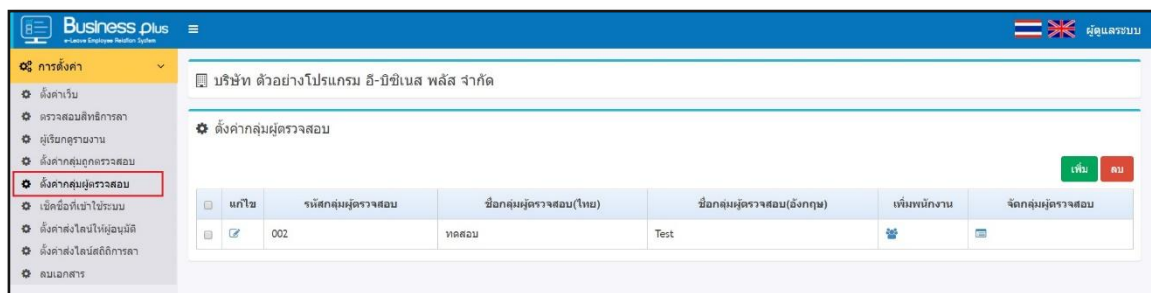 Business Plus
e-Leave Employee Relation System
ผู้ดูแลระบบ
การตั้งค่า
ตั้งค่าเว็บ
ตรวจสอบสิทธิการลา
ผู้เรียกดูรายงาน
ตั้งค่ากลุ่มถูกตรวจสอบ
ตั้งค่ากลุ่มผู้ตรวจสอบ
เช็คชื่อที่เข้าใช้ระบบ
ตั้งค่าส่งไลน์ให้ผู้อนุมัติ
ตั้งค่าส่งไลน์สถิติการลา
ลบเอกสาร
บริษัท ตัวอย่างโปรแกรม อี-บิซิเนส พลัส จำกัด
ตั้งค่ากลุ่มผู้ตรวจสอบ
เพิ่ม ลบ
แก้ไข รหัสกลุ่มผู้ตรวจสอบ ชื่อกลุ่มผู้ตรวจสอบ(ไทย) ชื่อกลุ่มผู้ตรวจสอบ(อังกฤษ) เพิ่มพนักงาน จัดกลุ่มผู้ตรวจสอบ
002 ทดสอบ Test